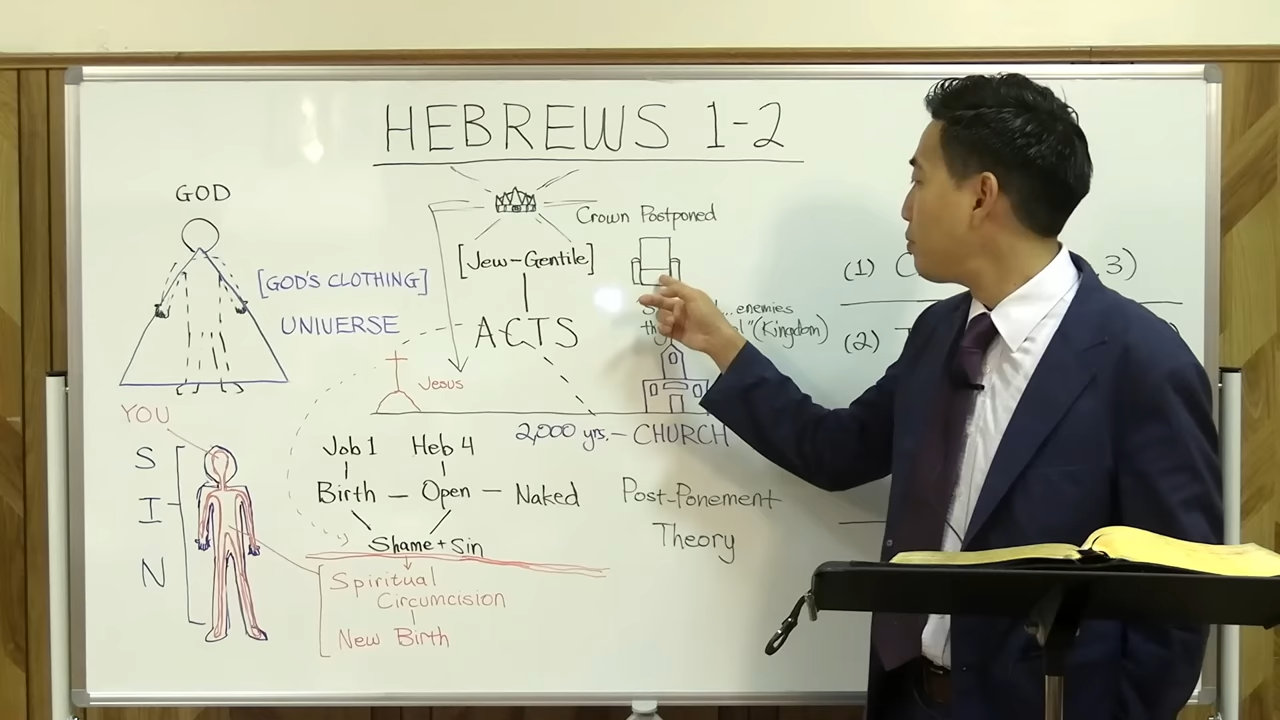 HEBREWS 1-2
GOD
Crown Postponed
[Jew-Gentile]
[GOD'S CLOTHING]
UNIVERSE
ACTS
...enemies
(Kingdom)
(1) C 3)
(2)
Jesus
YOU
2,000 yrs. - CHURCH
Job 1 Heb 4
S
I
N
Birth - Open - Naked
Post-Ponement
Theory
Shame + Sin
Spiritual
Circumcision
New Birth